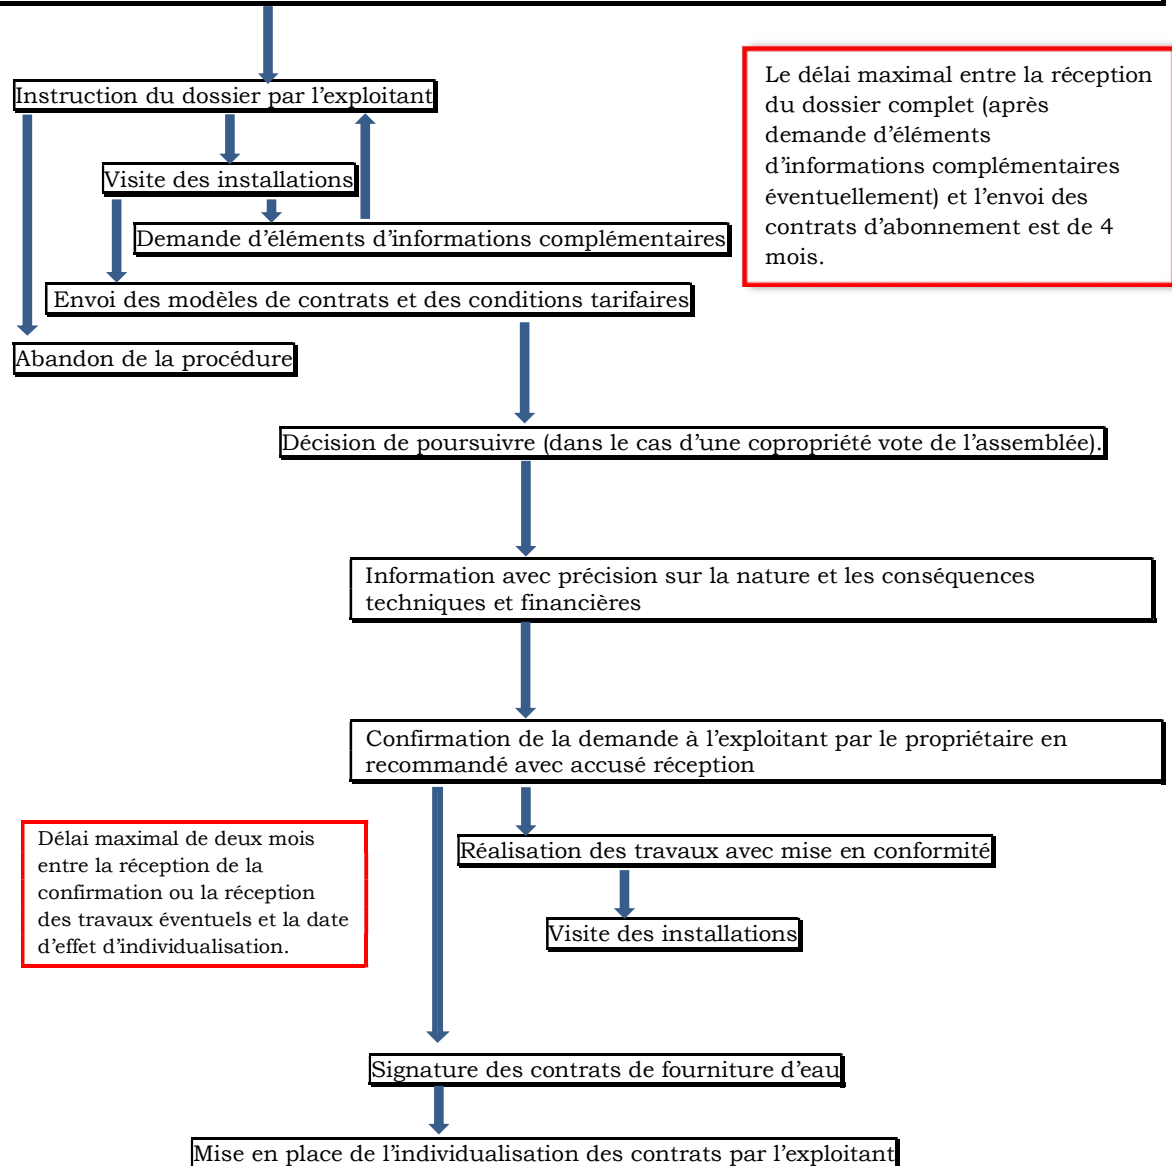 Instruction du dossier par l’exploitant
Le délai maximal entre la réception
du dossier complet (après
demande d’éléments
d’informations complémentaires
éventuellement) et l’envoi des
contrats d’abonnement est de 4
mois.
Visite des installations
Demande d’éléments d’informations complémentaires
Envoi des modèles de contrats et des conditions tarifaires
Abandon de la procédure
Décision de poursuivre (dans le cas d’une copropriété vote de l’assemblée).
Information avec précision sur la nature et les conséquences
techniques et financières
Confirmation de la demande à l’exploitant par le propriétaire en
recommandé avec accusé réception
Délai maximal de deux mois
entre la réception de la
confirmation ou la réception
des travaux éventuels et la date
d’effet d’individualisation.
Réalisation des travaux avec mise en conformité
Visite des installations
Signature des contrats de fourniture d’eau
Mise en place de l’individualisation des contrats par l’exploitant